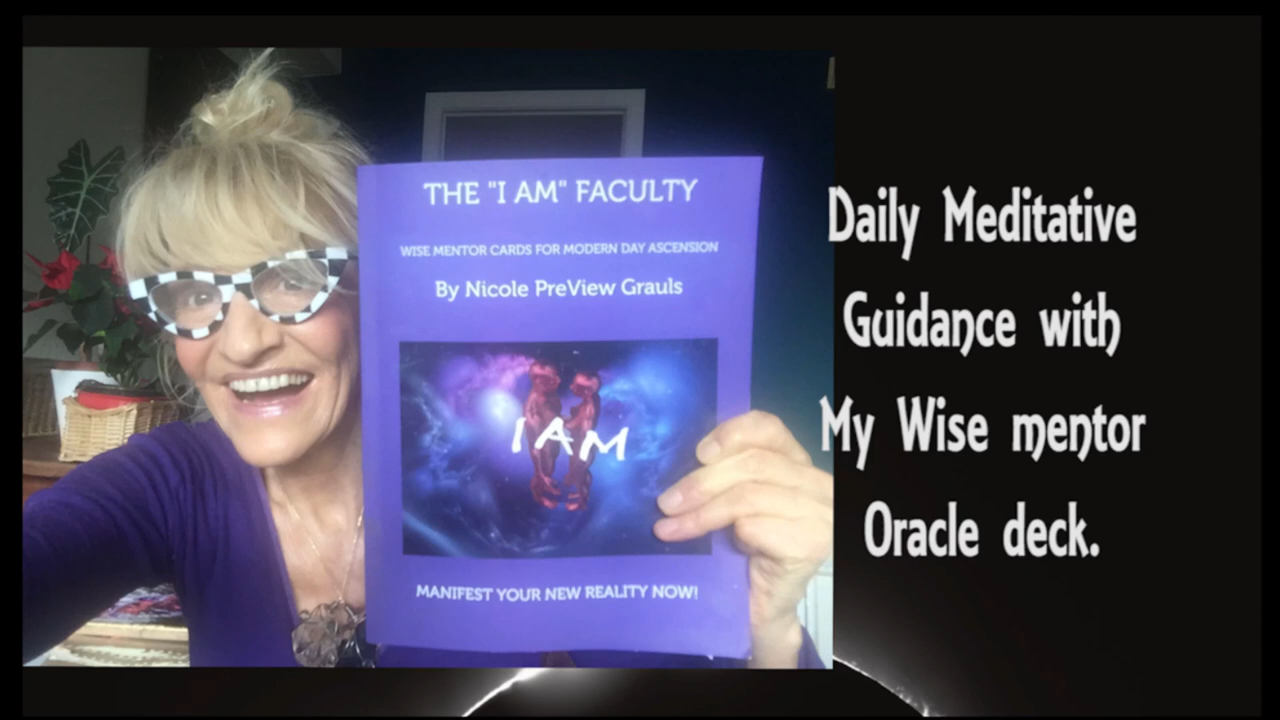 THE "I AM" FACULTY
WISE MENTOR CARDS FOR MODERN DAY ASCENSION
By Nicole PreView Grauls
I AM
MANIFEST YOUR NEW REALITY NOW!
Daily Meditative
Guidance with
My Wise mentor
Oracle deck.